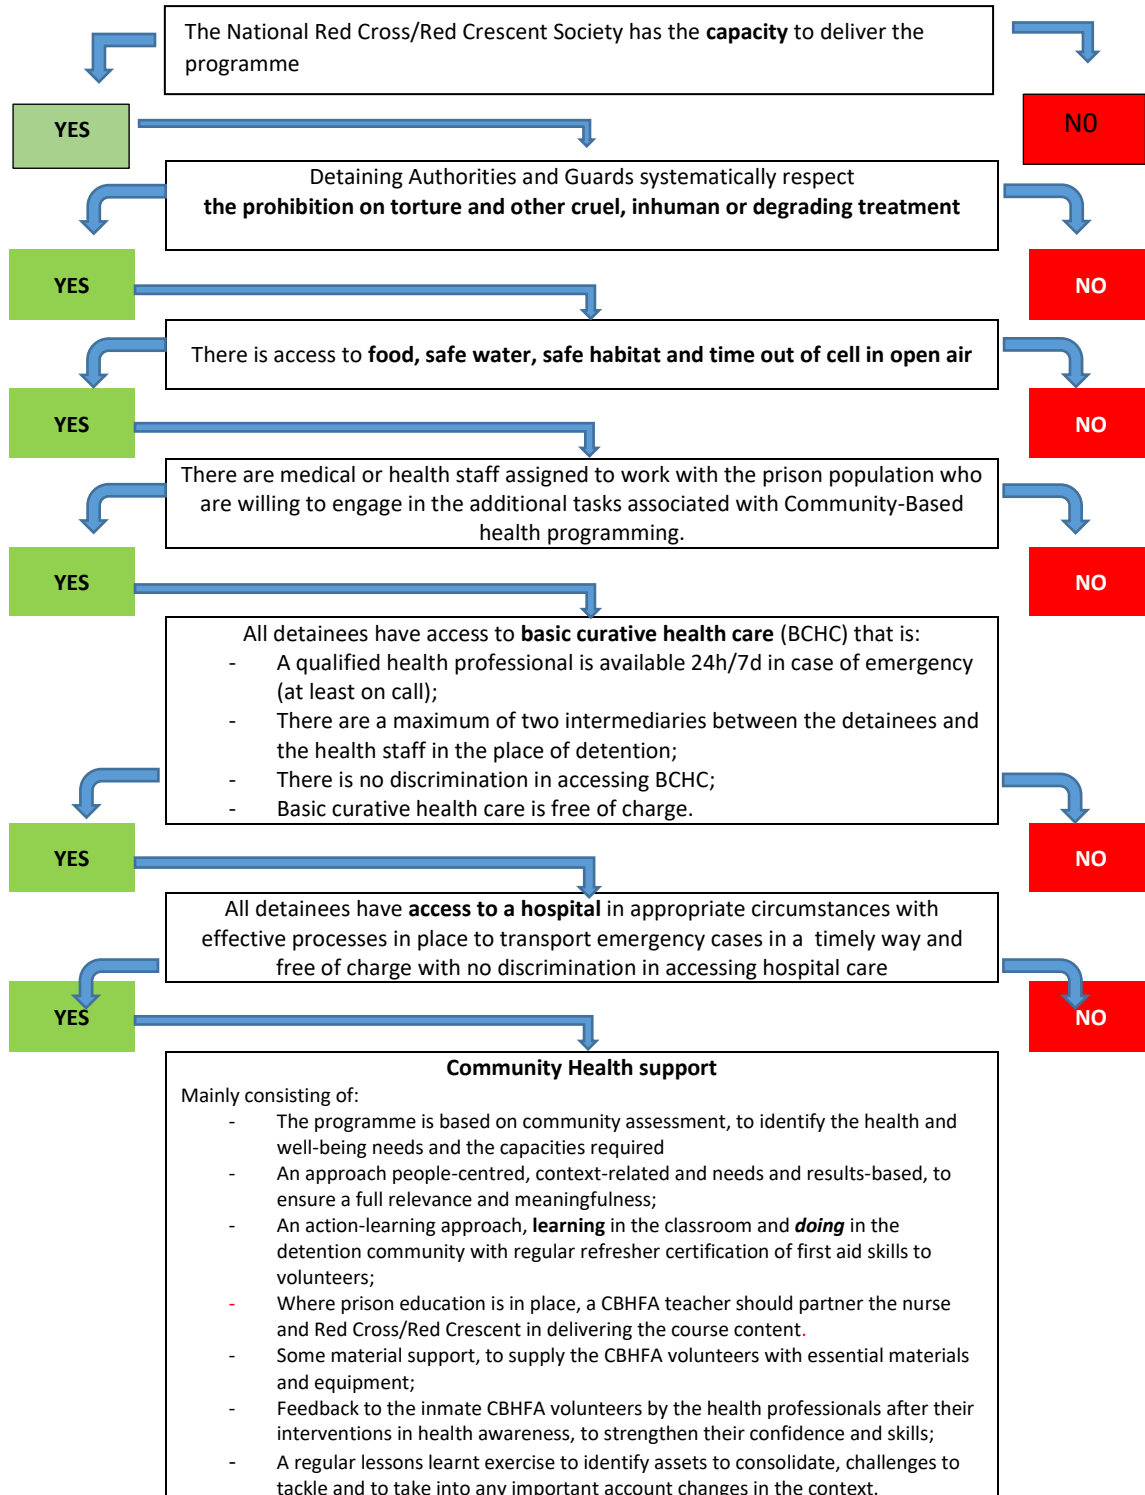 The National Red Cross/Red Crescent Society has the capacity to deliver the
programme
YES
N0
Detaining Authorities and Guards systematically respect
the prohibition on torture and other cruel, inhuman or degrading treatment
YES
NO
There is access to food, safe water, safe habitat and time out of cell in open air
YES
NO
There are medical or health staff assigned to work with the prison population who
are willing to engage in the additional tasks associated with Community-Based
health programming.
YES
NO
All detainees have access to basic curative health care (BCHC) that is:
- A qualified health professional is available 24h/7d in case of emergency
(at least on call);
- There are a maximum of two intermediaries between the detainees and
the health staff in the place of detention;
- There is no discrimination in accessing BCHC;
- Basic curative health care is free of charge.
YES
NO
All detainees have access to a hospital in appropriate circumstances with
effective processes in place to transport emergency cases in a timely way and
free of charge with no discrimination in accessing hospital care
YES
NO
Community Health support
Mainly consisting of:
- The programme is based on community assessment, to identify the health and
well-being needs and the capacities required
- An approach people-centred, context-related and needs and results-based, to
ensure a full relevance and meaningfulness;
- An action-learning approach, learning in the classroom and doing in the
detention community with regular refresher certification of first aid skills to
volunteers;
- Where prison education is in place, a CBHFA teacher should partner the nurse
and Red Cross/Red Crescent in delivering the course content.
- Some material support, to supply the CBHFA volunteers with essential materials
and equipment;
- Feedback to the inmate CBHFA volunteers by the health professionals after their
interventions in health awareness, to strengthen their confidence and skills;
- A regular lessons learnt exercise to identify assets to consolidate, challenges to
tackle and to take into any important account changes in the context.